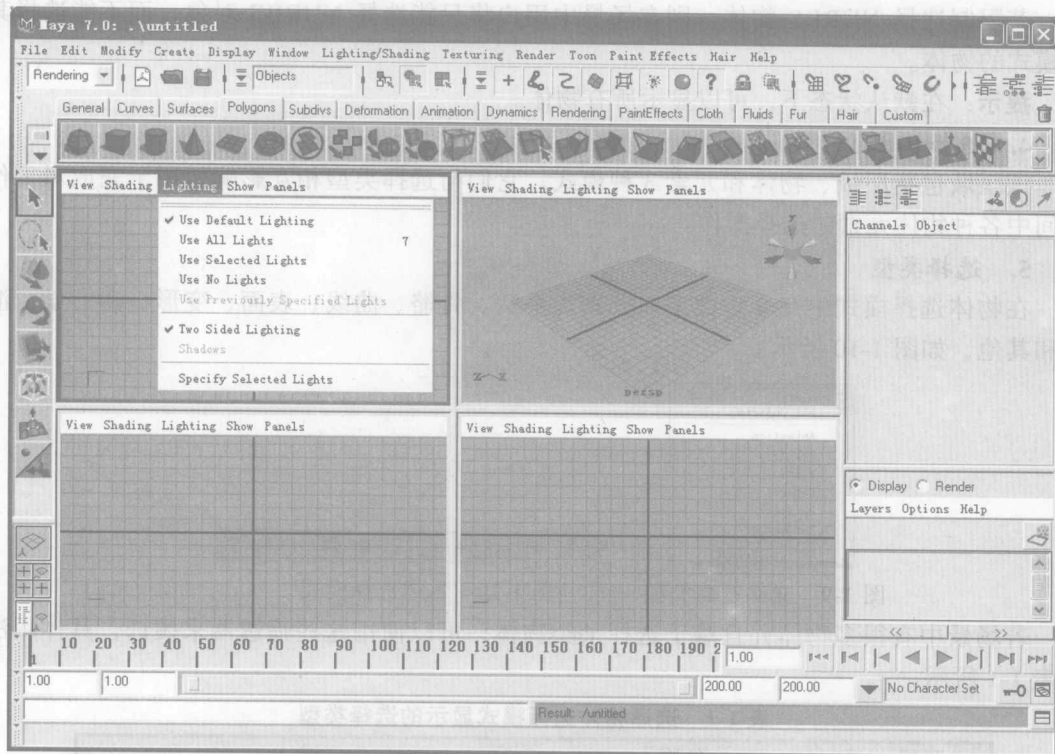 Maya 7.0: .\untitled
File Edit Modify Create Display Window Lighting/Shading Texturing Render Toon Paint Effects Hair Help
Rendering Objects
General Curves Surfaces Polygons Subdivs Deformation Animation Dynamics Rendering PaintEffects Cloth Fluids Fur Hair Custom
View Shading Lighting Show Panels
Use Default Lighting
Use All Lights 7
Use Selected Lights
Use No Lights
Use Previously Specified Lights
Two Sided Lighting
Shadows
Specify Selected Lights
View Shading Lighting Show Panels
persp
Channels Object
View Shading Lighting Show Panels
View Shading Lighting Show Panels
Display Render
Layers Options Help
<< >>
1 10 20 30 40 50 60 70 80 90 100 110 120 130 140 150 160 170 180 190 2 1.00
1.00 1.00 200.00 200.00 No Character Set
Result: ./untitled